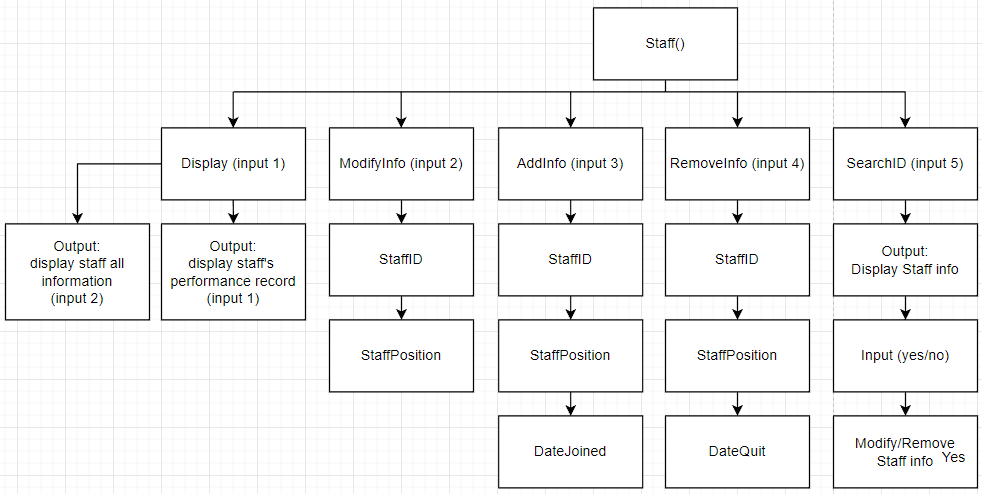 Staff()
Display (input 1)
ModifyInfo (input 2)
AddInfo (input 3)
RemoveInfo (input 4)
SearchID (input 5)
Output:
display staff all
information
(input 2)
Output:
display staff's
performance record
(input 1)
StaffID
StaffID
StaffID
Output:
Display Staff info
StaffPosition
StaffPosition
StaffPosition
Input (yes/no)
DateJoined
DateQuit
Modify/Remove
Staff info
Yes